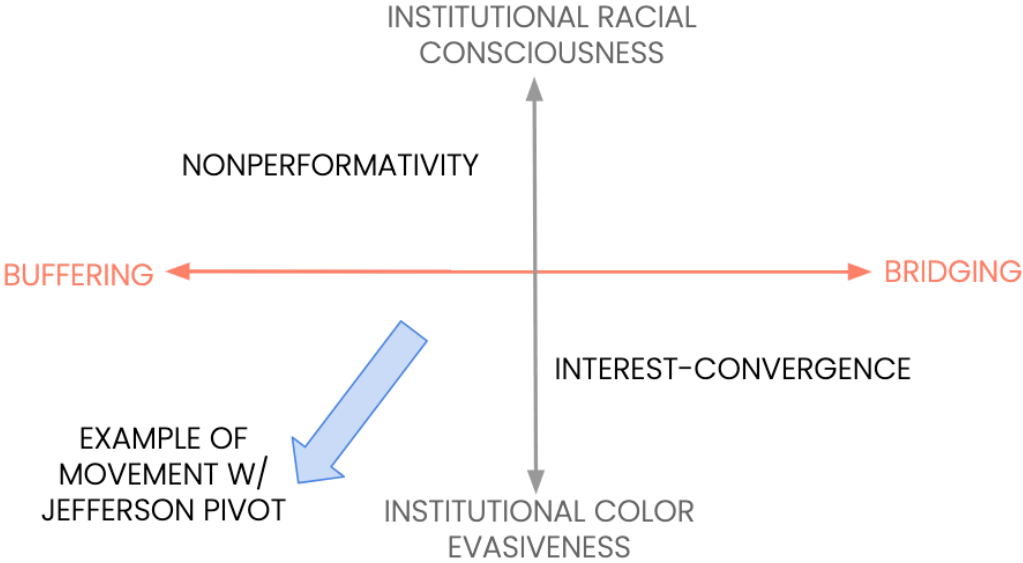 INSTITUTIONAL RACIAL
CONSCIOUSNESS
NONPERFORMATIVITY
BUFFERING
BRIDGING
INTEREST-CONVERGENCE
EXAMPLE OF
MOVEMENT W/
JEFFERSON PIVOT
INSTITUTIONAL COLOR
EVASIVENESS